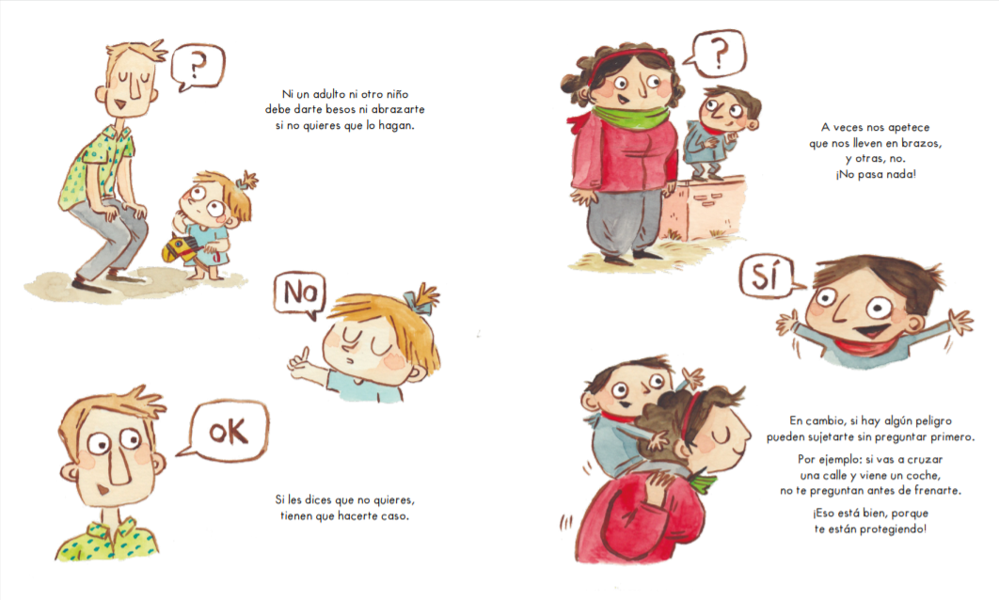 ?
Ni un adulto ni otro niño
debe darte besos ni abrazarte
si no quieres que lo hagan.
No
OK
Si les dices que no quieres,
tienen que hacerte caso.
?
A veces nos apetece
que nos lleven en brazos,
y otras, no.
¡No pasa nada!
SÍ
En cambio, si hay algún peligro
pueden sujetarte sin preguntar primero.
Por ejemplo: si vas a cruzar
una calle y viene un coche,
no te preguntan antes de frenarte.
¡Eso está bien, porque
te están protegiendo!